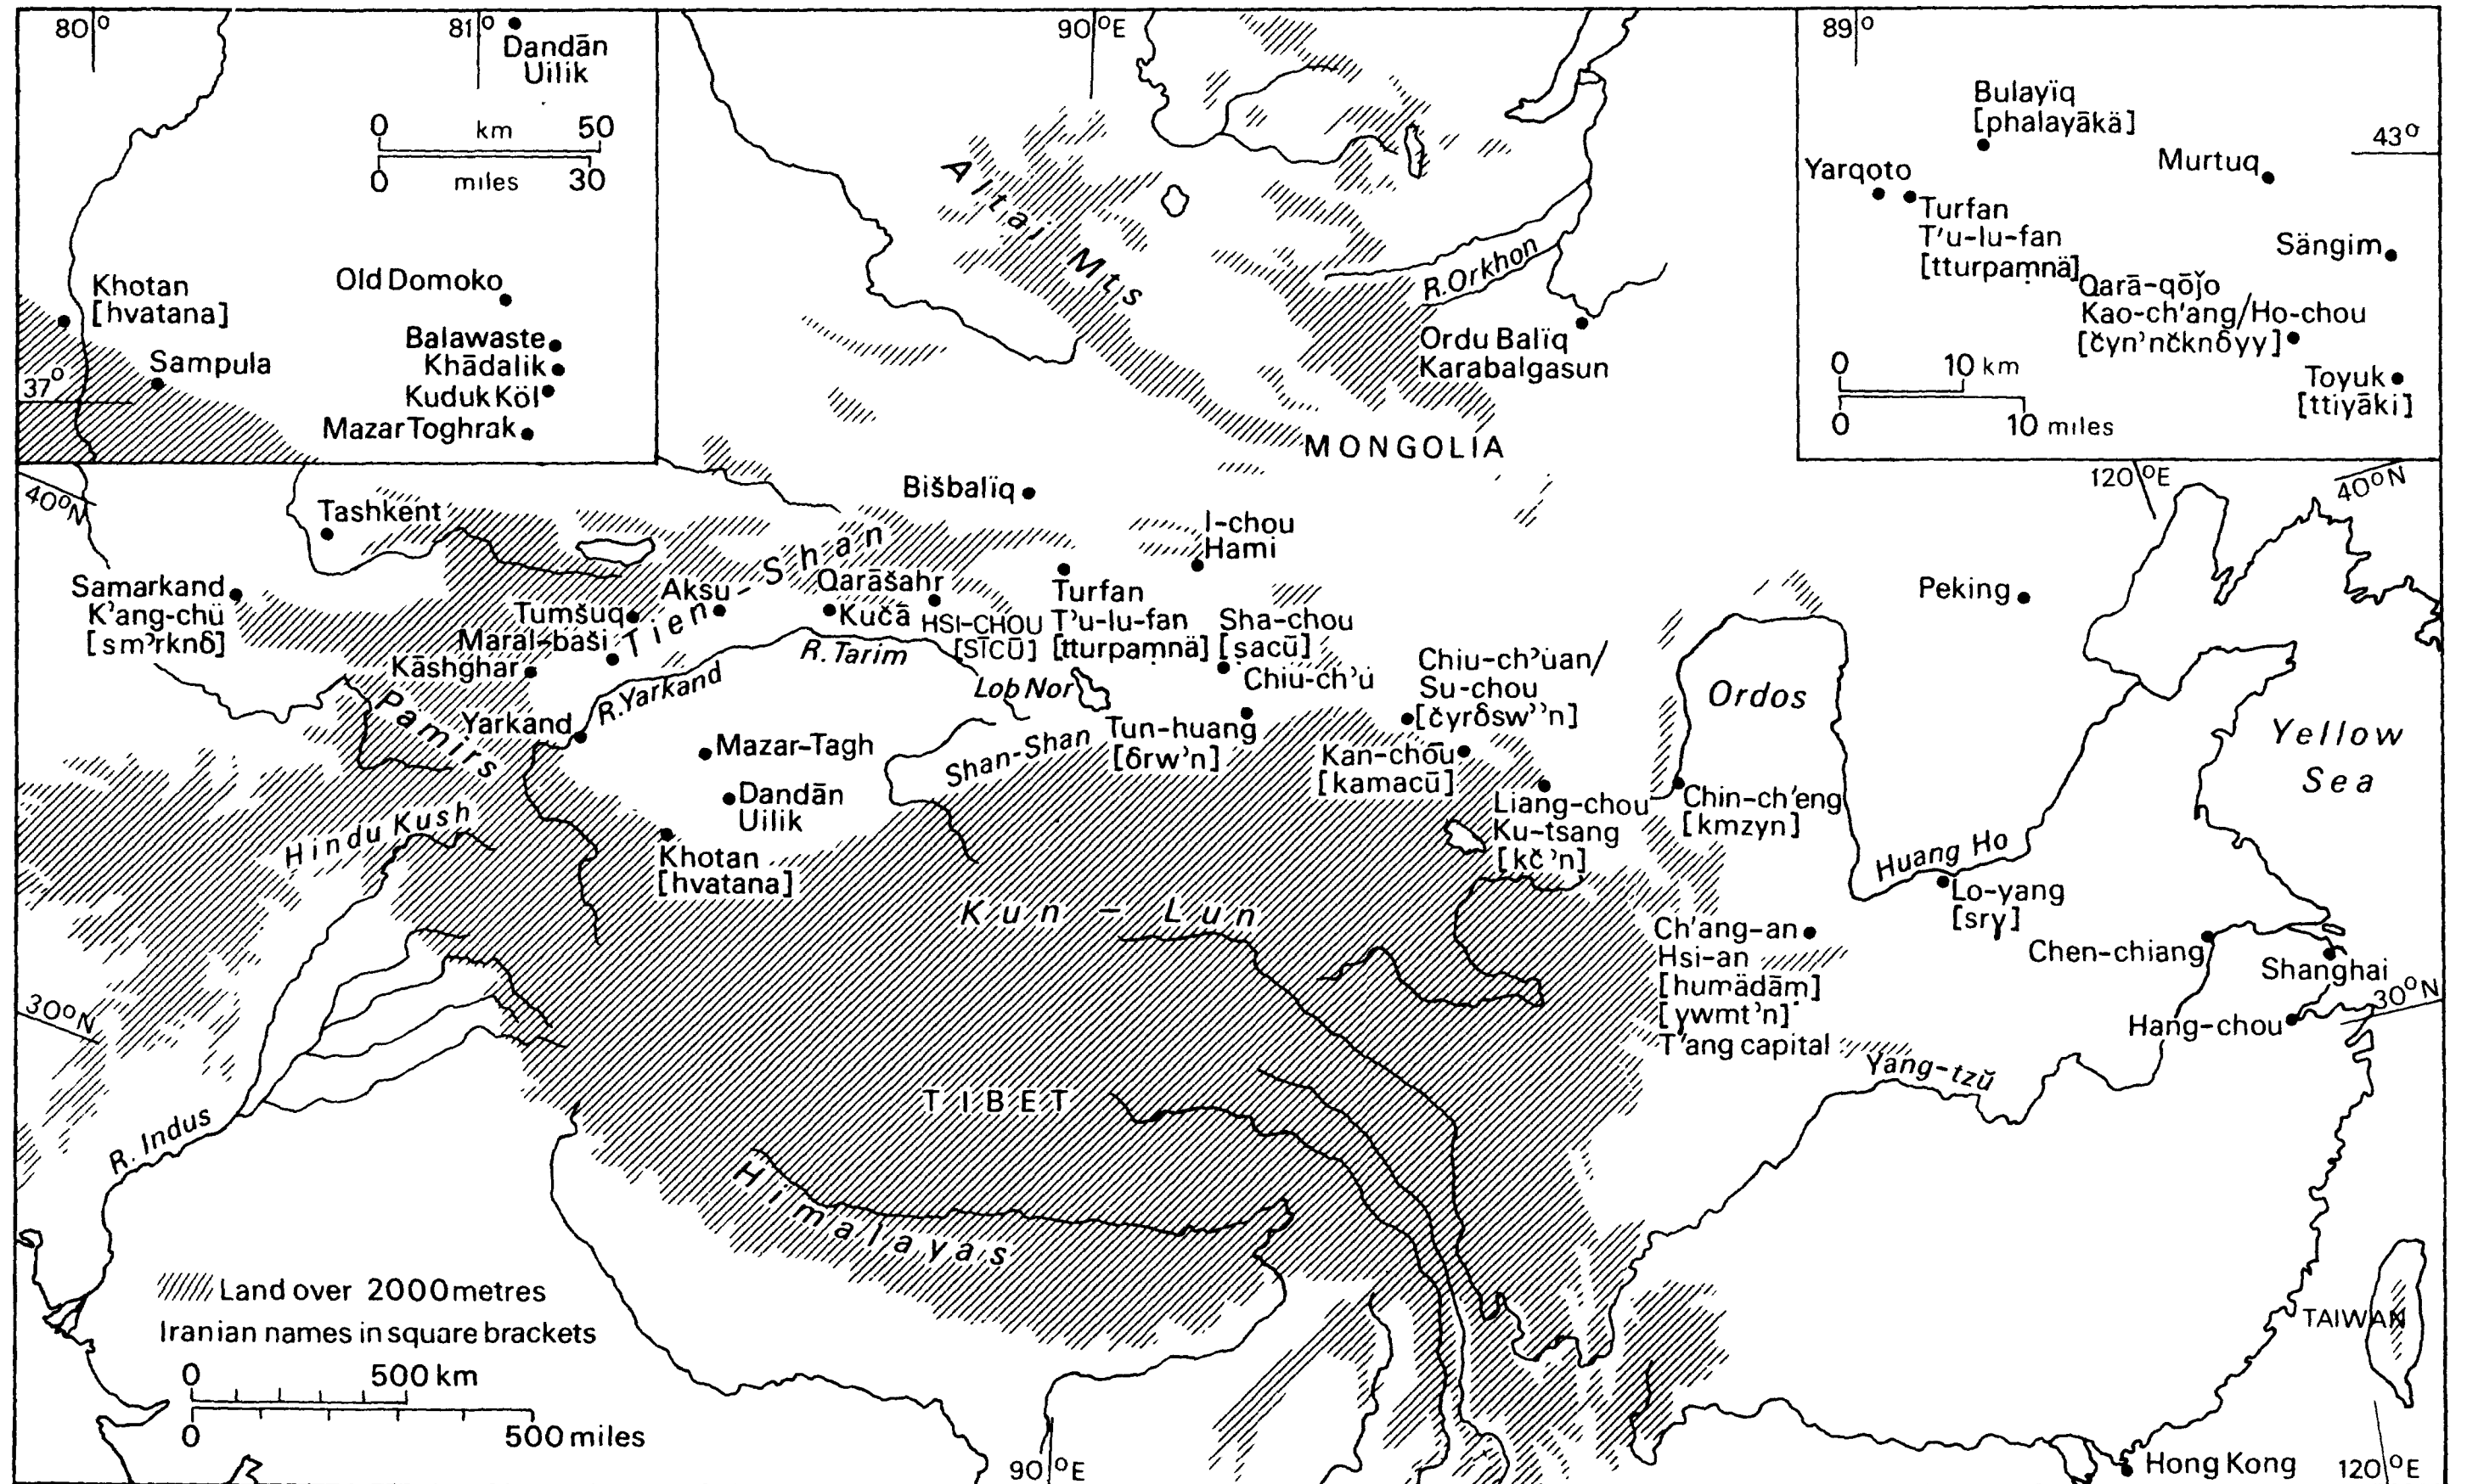 80°
81°
Dandān
Uilik
0 km 50
0 miles 30
Khotan
[hvatana]
Old Domoko
Balawaste
Khādalik
Kuduk Köl
Mazar Toghrak
Sampula
37°
90°E
Altai Mts
R. Orkhon
Ordu Balïq
Karabalgasun
MONGOLIA
89°
Bulayïq
[phalayākä]
43°
Yarqoto
Murtuq
Turfan
T'u-lu-fan
[tturpaṃnä]
Sängim
Qarā-qōǰo
Kao-ch'ang/Ho-chou
[čyn'nčknδyy]
0 10 km
0 10 miles
Toyuk
[ttiyāki]
40°N
Tashkent
Bišbalïq
I-chou
Hami
120°E
40°N
Samarkand
K'ang-chü
[sm'rknδ]
Tien-Shan
Aksu
Tumšuq
Maral-baši
Kāshghar
Qarāšahr
Kučā
HSI-CHOU
[SĪCŪ]
Turfan
T'u-lu-fan
[tturpaṃnä]
Sha-chou
[ṣacū]
Chiu-ch'ü
Peking
R. Tarim
R. Yarkand
Lob Nor
Pamirs
Yarkand
Mazar-Tagh
Dandān
Uilik
Shan-Shan
Tun-huang
[δrw'n]
Chiu-ch'üan/
Su-chou
[čyrδsw''n]
Kan-chōu
[kamacū]
Ordos
Yellow
Sea
Liang-chou
Ku-tsang
[kč'n]
Chin-ch'eng
[kmzyn]
Hindu Kush
Khotan
[hvatana]
Kun - Lun
Huang Ho
Lo-yang
[srγ]
Ch'ang-an
Hsi-an
[humädāṃ]
[γwmt'n]
T'ang capital
Chen-chiang
Shanghai
30°N
30°N
Hang-chou
Yang-tzŭ
TIBET
R. Indus
Himalayas
Land over 2000 metres
Iranian names in square brackets
0 500 km
0 500 miles
TAIWAN
90°E
Hong Kong
120°E